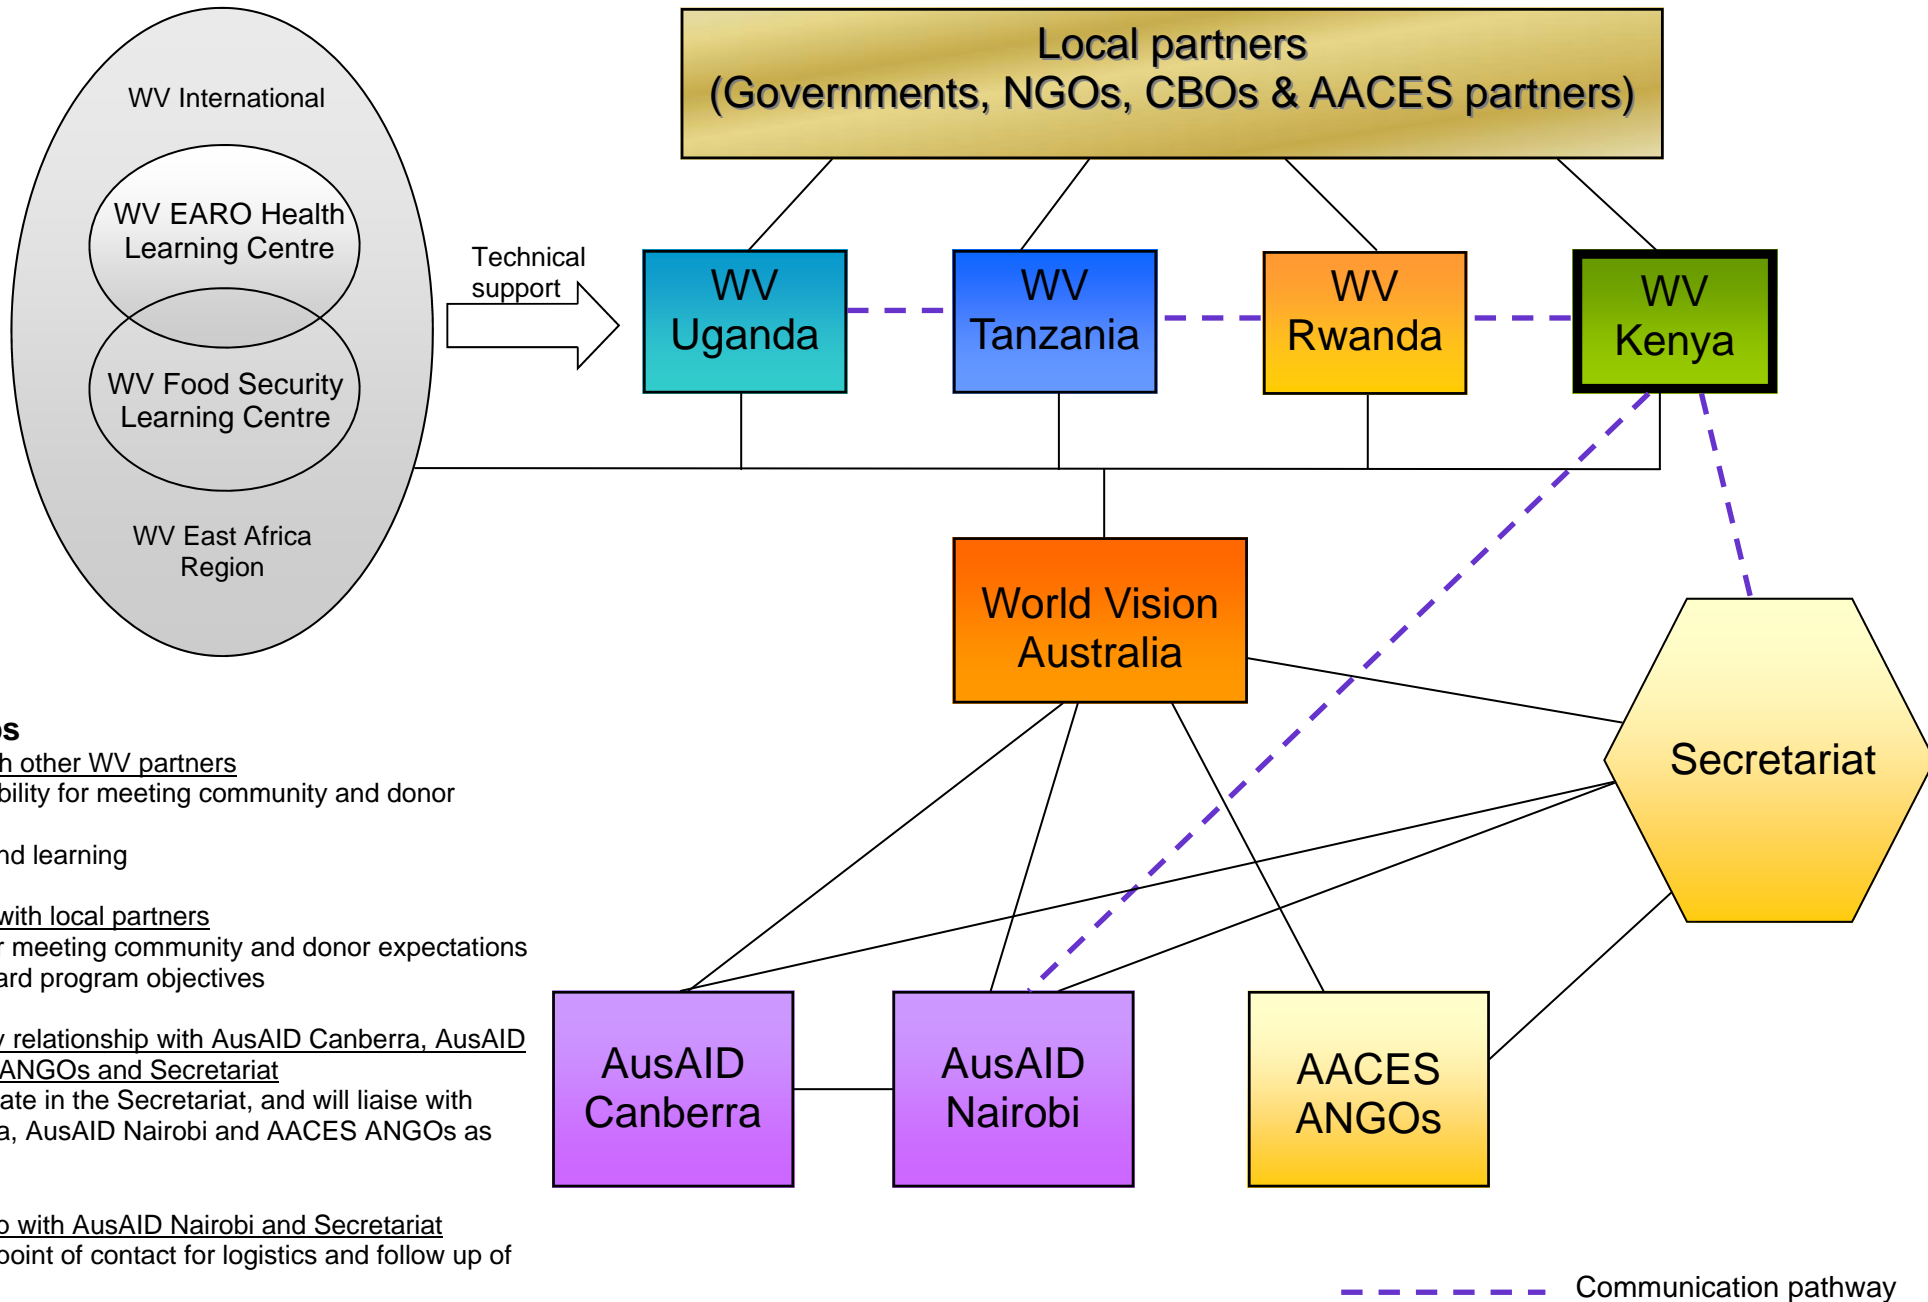 Local partners
(Governments, NGOs, CBOs & AACES partners)
WV International
WV EARO Health
Learning Centre
WV Food Security
Learning Centre
WV East Africa
Region
Technical
support
WV
Uganda
WV
Tanzania
WV
Rwanda
WV
Kenya
World Vision
Australia
Secretariat
other WV partners
for meeting community and donor
learning
with local partners
meeting community and donor expectations
program objectives
relationship with AusAID Canberra, AusAID
ANGOs and Secretariat
in the Secretariat, and will liaise with
AusAID Nairobi and AACES ANGOs as
with AusAID Nairobi and Secretariat
point of contact for logistics and follow up of
AusAID
Canberra
AusAID
Nairobi
AACES
ANGOs
Communication pathway